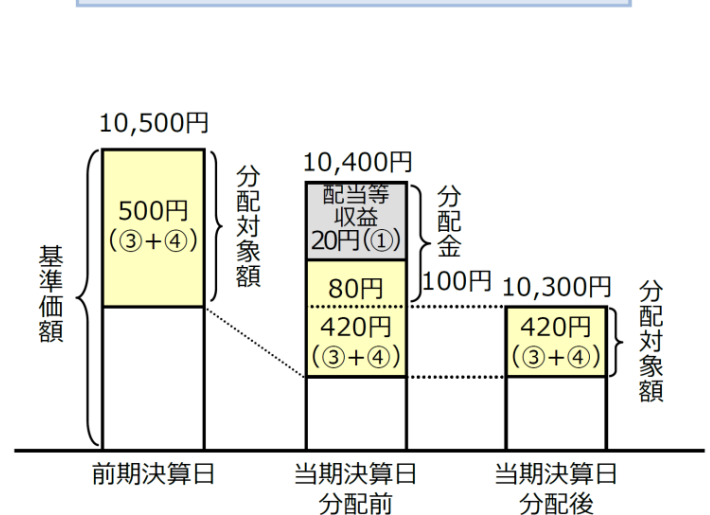 10,500円
500円
(③+④)
分配対象額
基準価額
前期決算日
10,400円
配当等
収益
20円(①)
80円
420円
(③+④)
分配金
100円
当期決算日
分配前
10,300円
420円
(③+④)
分配対象額
当期決算日
分配後